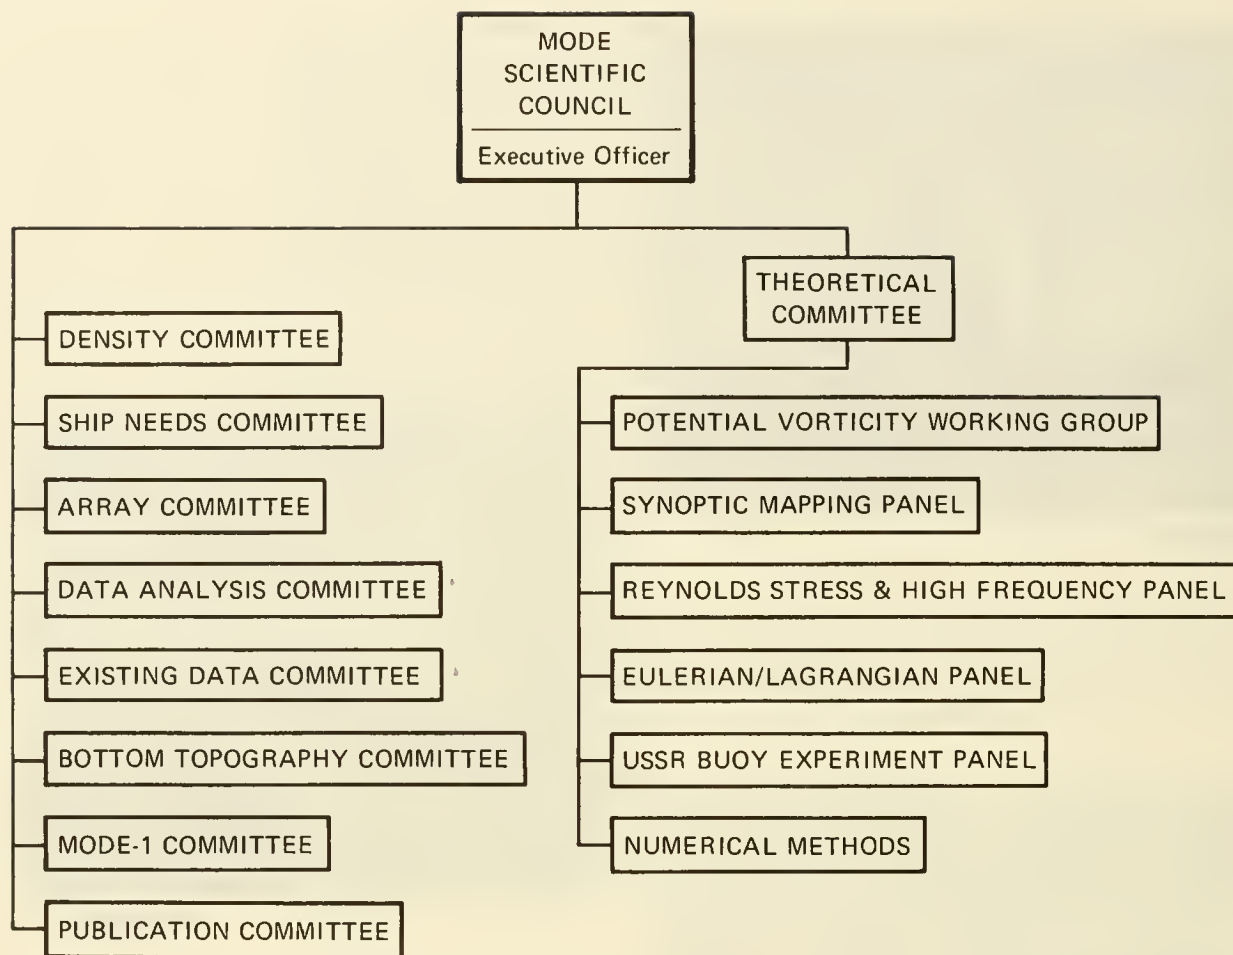 MODE
SCIENTIFIC
COUNCIL
Executive Officer
THEORETICAL
COMMITTEE
DENSITY COMMITTEE
SHIP NEEDS COMMITTEE
ARRAY COMMITTEE
DATA ANALYSIS COMMITTEE
EXISTING DATA COMMITTEE
BOTTOM TOPOGRAPHY COMMITTEE
MODE-1 COMMITTEE
PUBLICATION COMMITTEE
POTENTIAL VORTICITY WORKING GROUP
SYNOPTIC MAPPING PANEL
REYNOLDS STRESS & HIGH FREQUENCY PANEL
EULERIAN/LAGRANGIAN PANEL
USSR BUOY EXPERIMENT PANEL
NUMERICAL METHODS